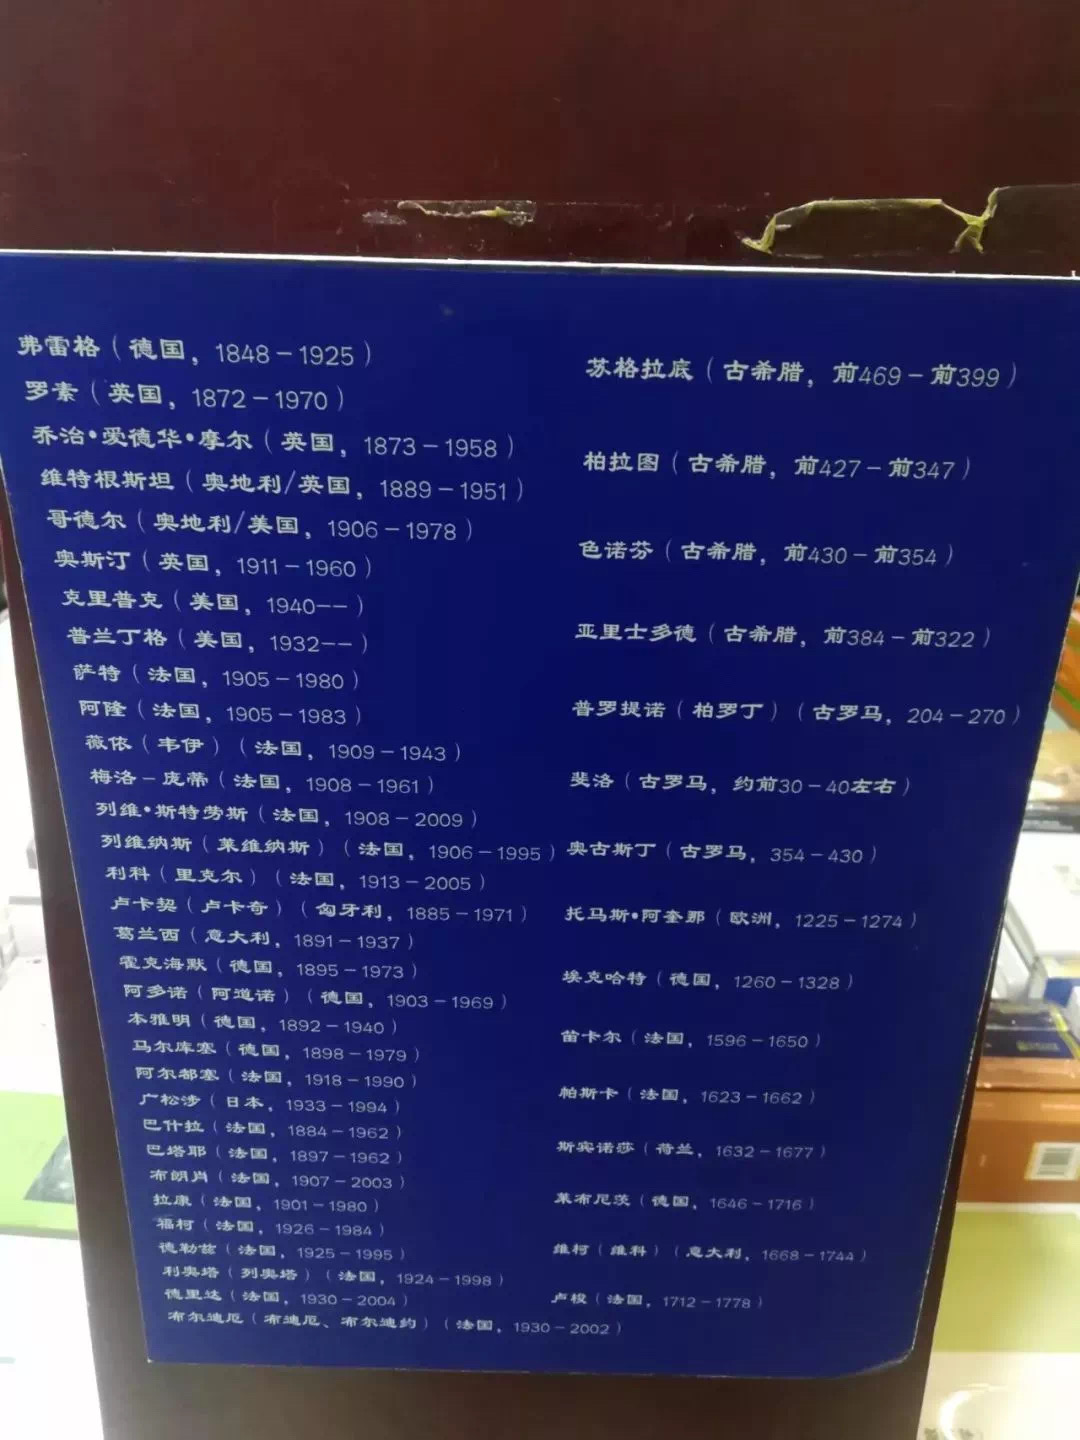 弗雷格（德国，1848－1925）
罗素（英国，1872－1970）
乔治•爱德华•摩尔（英国，1873－1958）
维特根斯坦（奥地利/英国，1889－1951）
哥德尔（奥地利/美国，1906－1978）
奥斯汀（英国，1911－1960）
克里普克（美国，1940--）
普兰丁格（美国，1932--）
萨特（法国，1905－1980）
阿隆（法国，1905－1983）
薇依（韦伊）（法国，1909－1943）
梅洛－庞蒂（法国，1908－1961）
列维•斯特劳斯（法国，1908－2009）
列维纳斯（莱维纳斯）（法国，1906－1995）
利科（里克尔）（法国，1913－2005）
卢卡契（卢卡奇）（匈牙利，1885－1971）
葛兰西（意大利，1891－1937）
霍克海默（德国，1895－1973）
阿多诺（阿道诺）（德国，1903－1969）
本雅明（德国，1892－1940）
马尔库塞（德国，1898－1979）
阿尔都塞（法国，1918－1990）
广松涉（日本，1933－1994）
巴什拉（法国，1884－1962）
巴塔耶（法国，1897－1962）
布朗肖（法国，1907－2003）
拉康（法国，1901－1980）
福柯（法国，1926－1984）
德勒兹（法国，1925－1995）
利奥塔（列奥塔）（法国，1924－1998）
德里达（法国，1930－2004）
布尔迪厄（布迪厄、布尔迪约）（法国，1930－2002）
苏格拉底（古希腊，前469－前399）
柏拉图（古希腊，前427－前347）
色诺芬（古希腊，前430－前354）
亚里士多德（古希腊，前384－前322）
普罗提诺（柏罗丁）（古罗马，204－270）
斐洛（古罗马，约前30－40左右）
奥古斯丁（古罗马，354－430）
托马斯•阿奎那（欧洲，1225－1274）
埃克哈特（德国，1260－1328）
笛卡尔（法国，1596－1650）
帕斯卡（法国，1623－1662）
斯宾诺莎（荷兰，1632－1677）
莱布尼茨（德国，1646－1716）
维柯（维科）（意大利，1668－1744）
卢梭（法国，1712－1778）